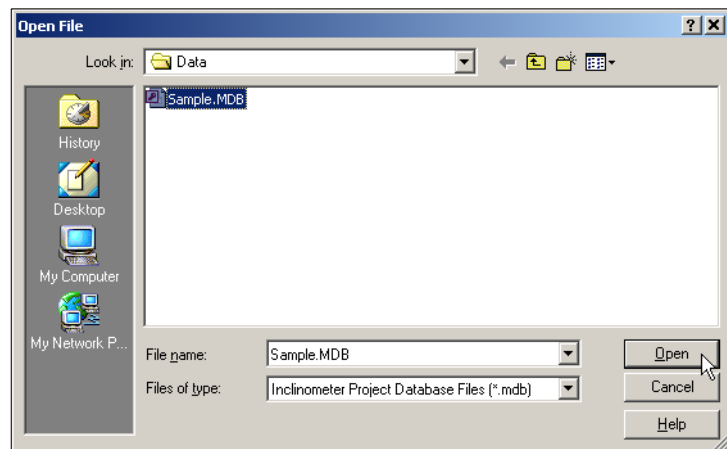 Open File
Look in: Data
Sample.MDB
History
Desktop
My Computer
My Network P...
File name: Sample.MDB Open
Files of type: Inclinometer Project Database Files (*.mdb) Cancel
Help